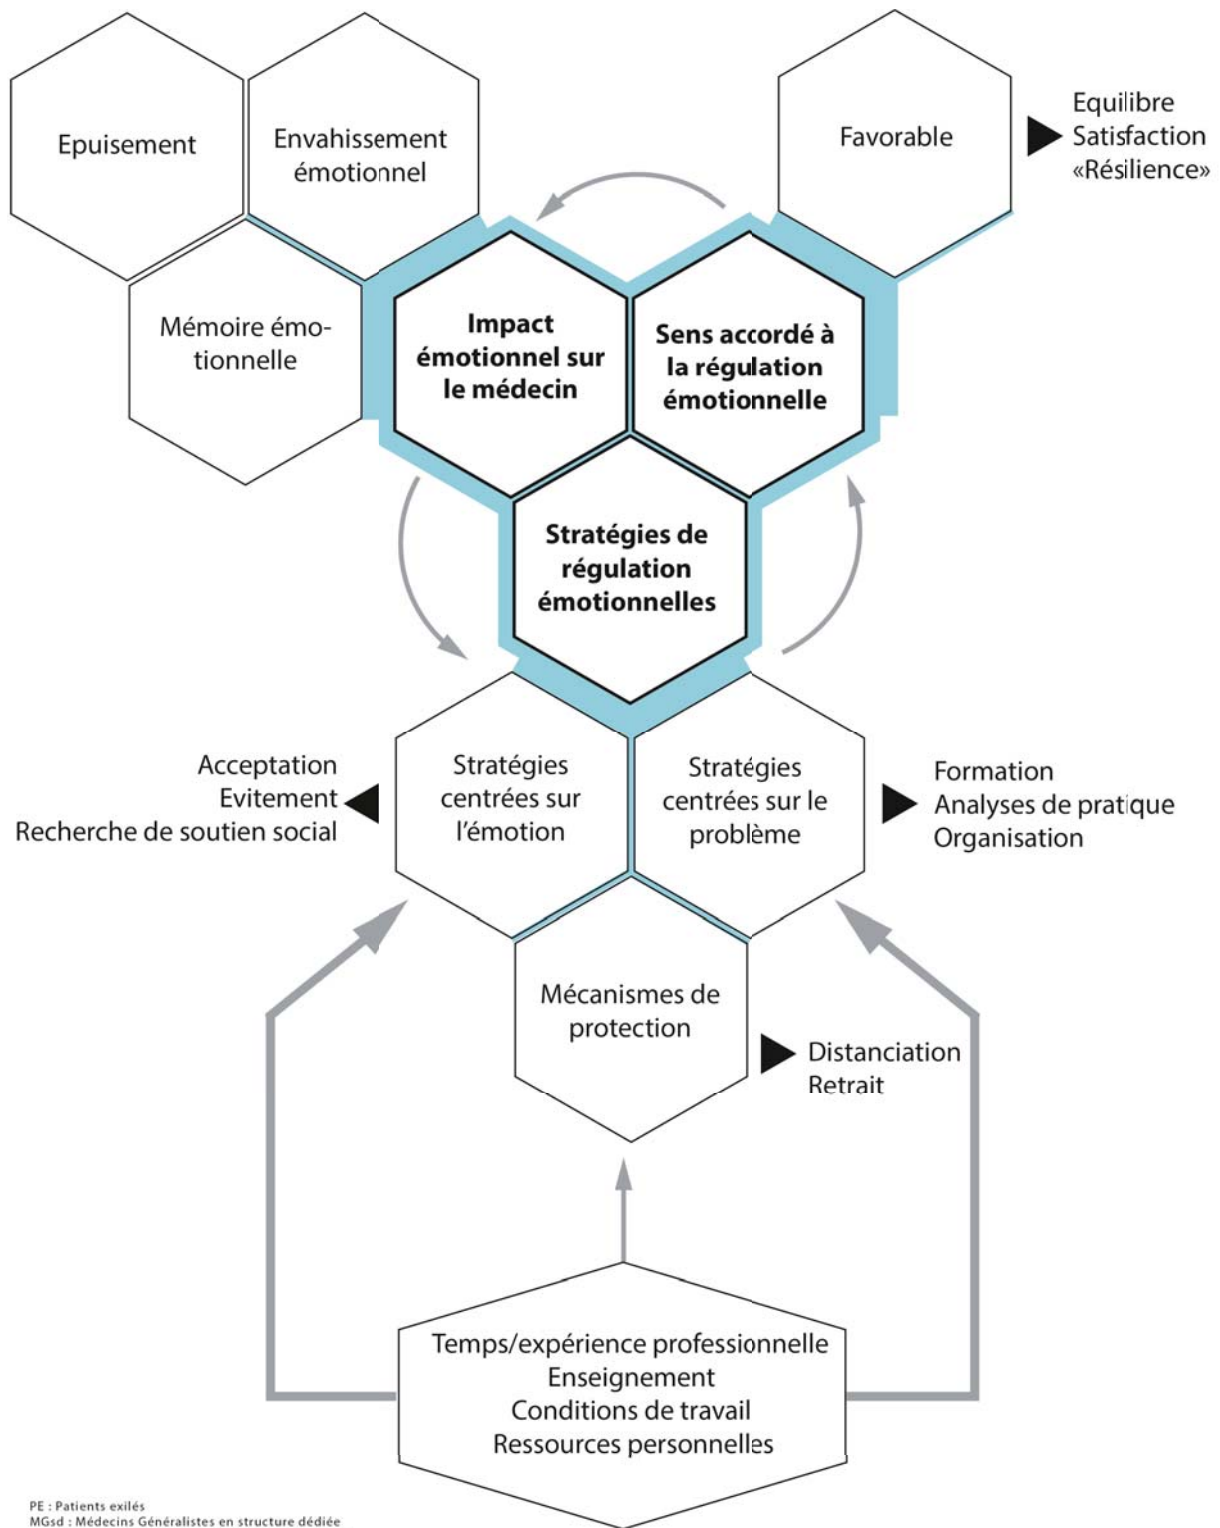 Epuisement
Envahissement
émotionnel
Favorable
Equilibre
Satisfaction
«Résilience»
Mémoire émo-
tionnelle
Impact
émotionnel sur
le médecin
Sens accordé à
la régulation
émotionnelle
Stratégies de
régulation
émotionnelles
Acceptation
Evitement
Recherche de soutien social
Stratégies
centrées sur
l'émotion
Stratégies
centrées sur le
problème
Formation
Analyses de pratique
Organisation
Mécanismes de
protection
Distanciation
Retrait
Temps/expérience professionnelle
Enseignement
Conditions de travail
Ressources personnelles
PE : Patients exilés
MGsd : Médecins Généralistes en structure dédiée